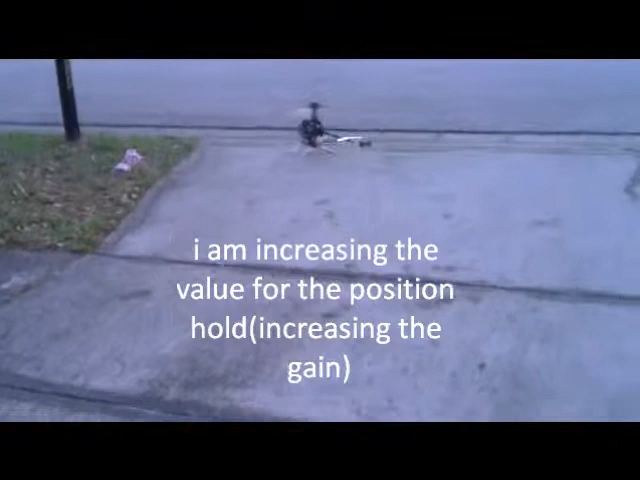 i am increasing the
value for the position
hold(increasing the
gain)